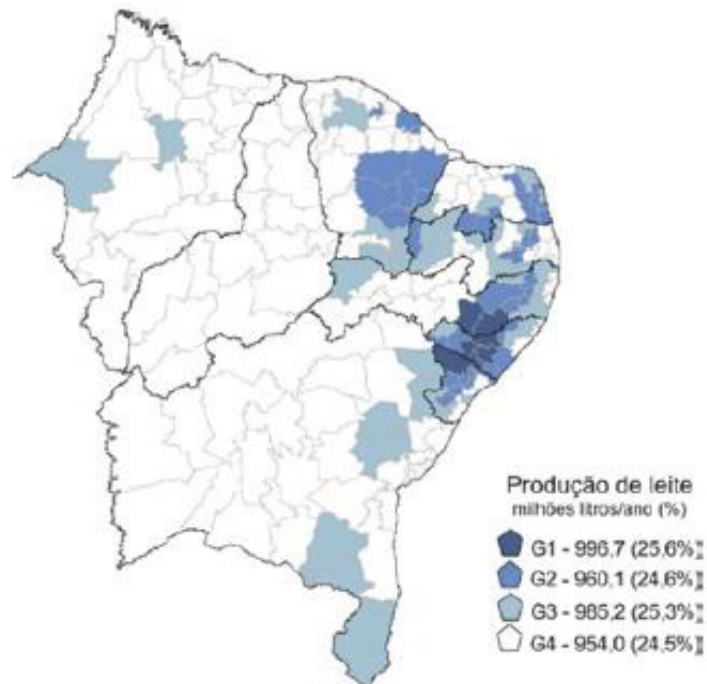 Produção de leite
milhões litros/ano (%)
G1 - 996,7 (25,6%)
G2 - 960,1 (24,6%)
G3 - 985,2 (25,3%)
G4 - 954,0 (24,5%)